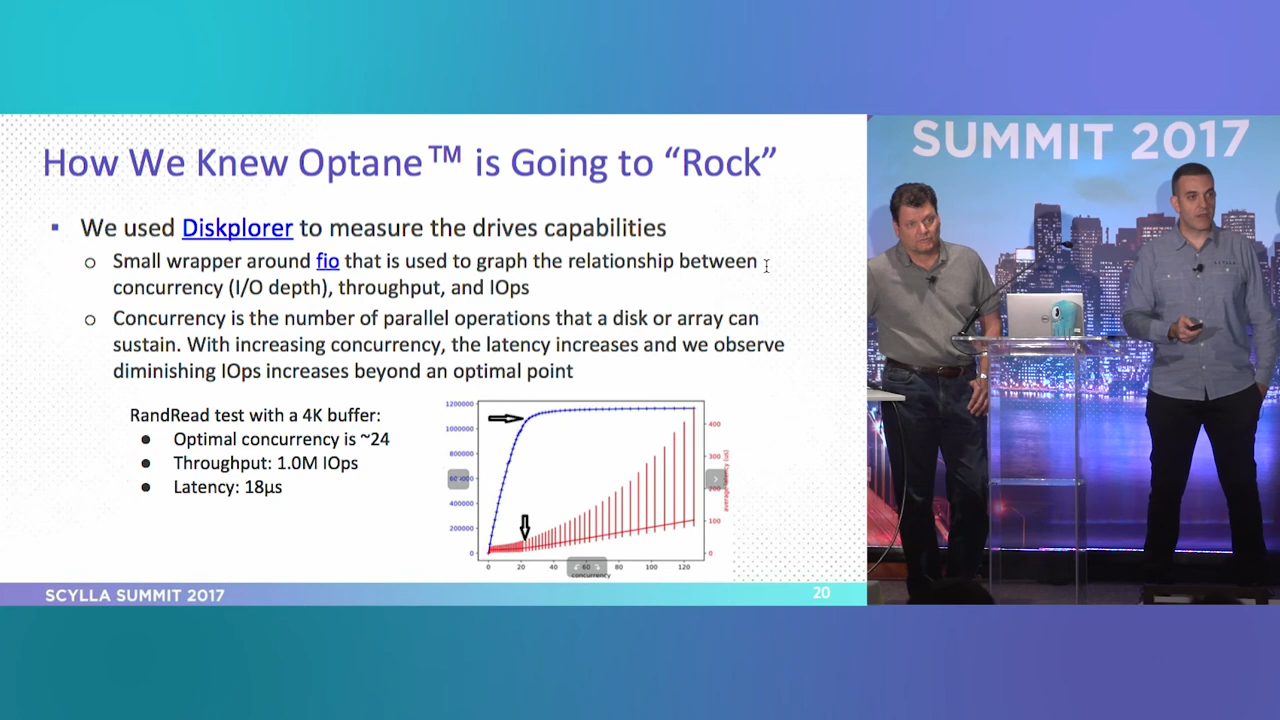 How We Knew Optane™ is Going to “Rock”
▪ We used Diskplorer to measure the drives capabilities
o Small wrapper around fio that is used to graph the relationship between
concurrency (I/O depth), throughput, and IOps
o Concurrency is the number of parallel operations that a disk or array can
sustain. With increasing concurrency, the latency increases and we observe
diminishing IOps increases beyond an optimal point
RandRead test with a 4K buffer:
● Optimal concurrency is ~24
● Throughput: 1.0M IOps
● Latency: 18µs
1200000
1000000
800000
400000
200000
0
400
300
100
0
0 20 40 60 80 100 120
concurrency
SCYLLA SUMMIT 2017
20
SUMMIT 2017
DELL